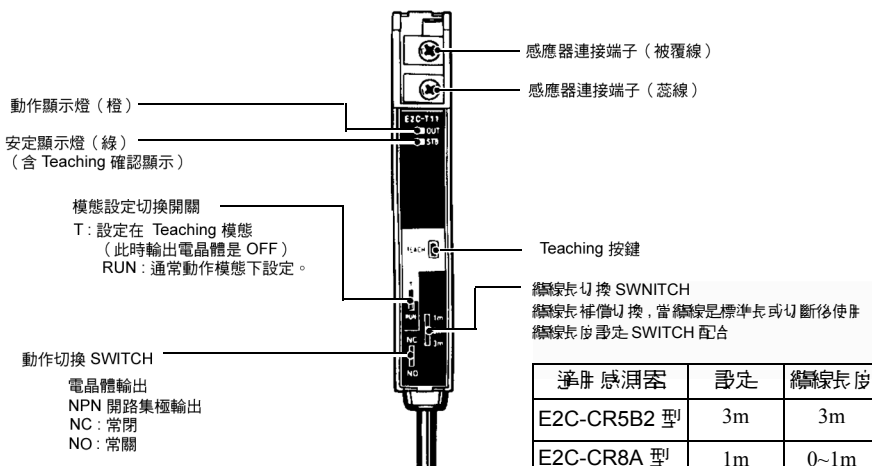 感應器連接端子（被覆線）
感應器連接端子（蕊線）
動作顯示燈（橙）
安定顯示燈（綠）
（含 Teaching 確認顯示）
E2C-T11
OUT
STB
模態設定切換開關
T : 設定在 Teaching 模態
（此時輸出電晶體是 OFF）
RUN : 通常動作模態下設定。
TEACH
Teaching 按鍵
T
RUN
1m
3m
NC
NO
纜線長切換 SWNITCH
纜線長補償切換 , 當纜線是標準長或切斷後使用
纜線長度設定 SWITCH 配合
動作切換 SWITCH
電晶體輸出
NPN 開路集極輸出
NC : 常閉
NO : 常關
適用感測器 設定 纜線長度
E2C-CR5B2 型 3m 3m
E2C-CR8A 型 1m 0~1m